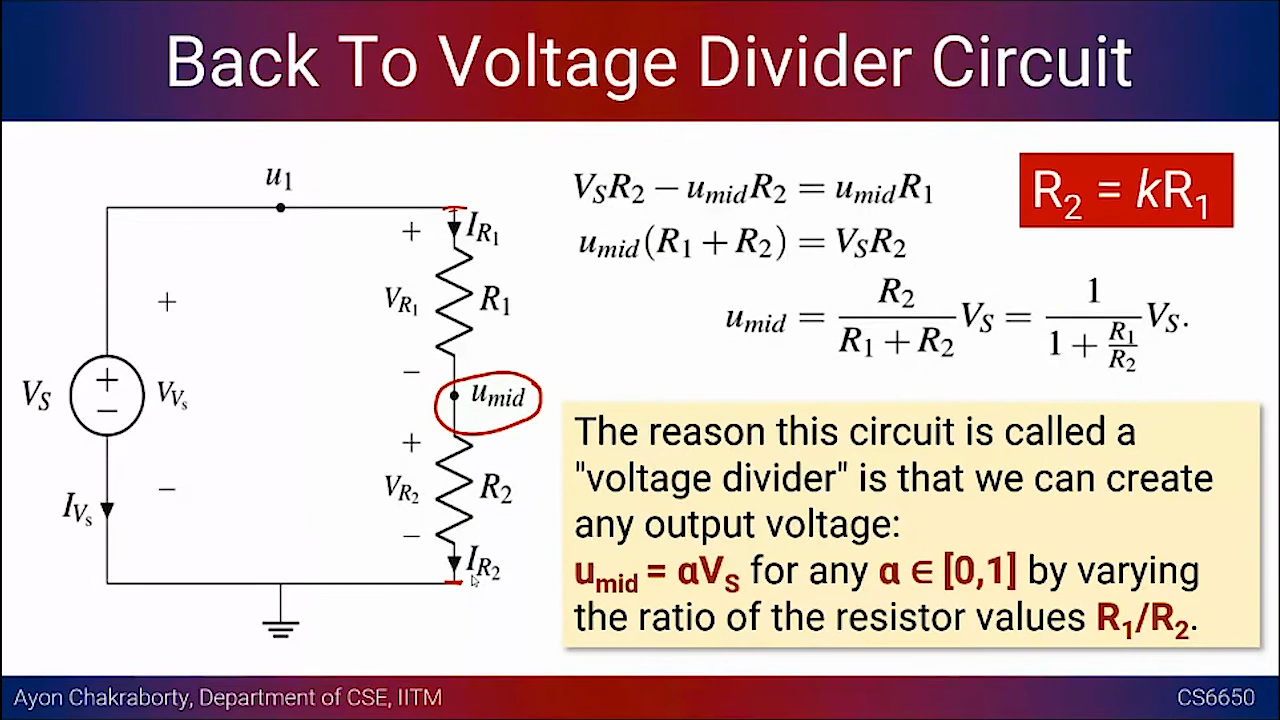 Back To Voltage Divider Circuit
u1
+ IR1
VR1 R1
−
umid
+
VR2 R2
−
IR2
+
VS + − VVs
−
IVs
VSR2 − umidR2 = umidR1
umid(R1 + R2) = VSR2
umid = R2/(R1 + R2) VS = 1/(1 + R1/R2) VS.
R2 = kR1
The reason this circuit is called a
"voltage divider" is that we can create
any output voltage:
umid = αVS for any α ∈ [0,1] by varying
the ratio of the resistor values R1/R2.
Ayon Chakraborty, Department of CSE, IITM
CS6650